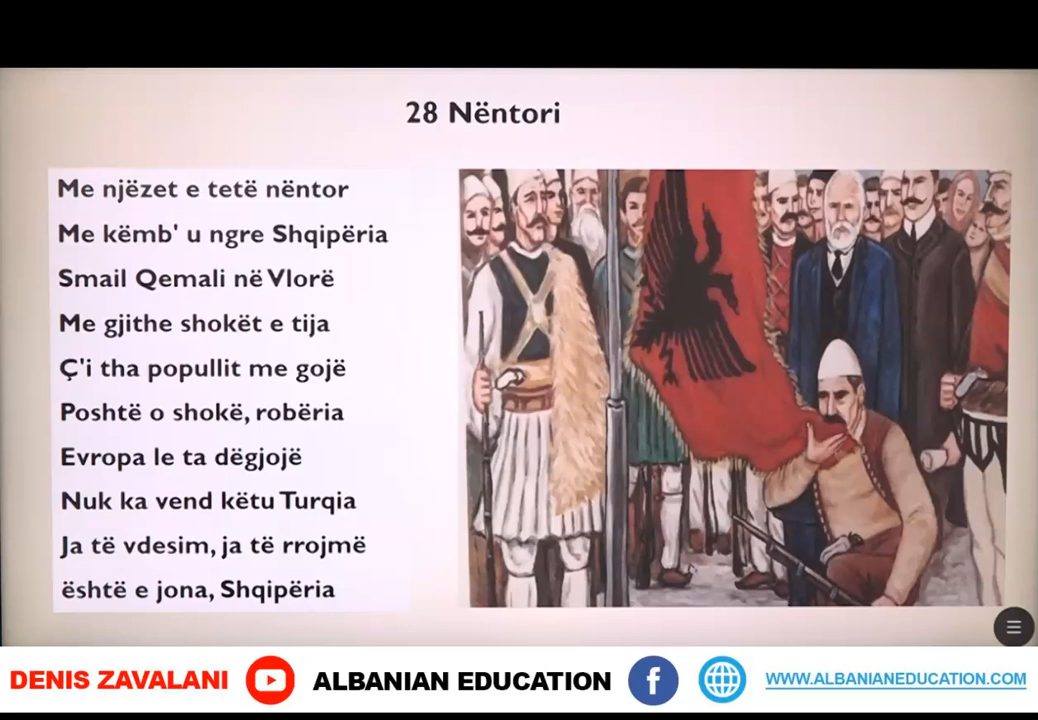 28 Nëntori
Me njëzet e tetë nëntor
Me këmb' u ngre Shqipëria
Smail Qemali në Vlorë
Me gjithe shokët e tija
Ç'i tha popullit me gojë
Poshtë o shokë, robëria
Evropa le ta dëgjojë
Nuk ka vend këtu Turqia
Ja të vdesim, ja të rrojmë
është e jona, Shqipëria
DENIS ZAVALANI ALBANIAN EDUCATION WWW.ALBANIANEDUCATION.COM